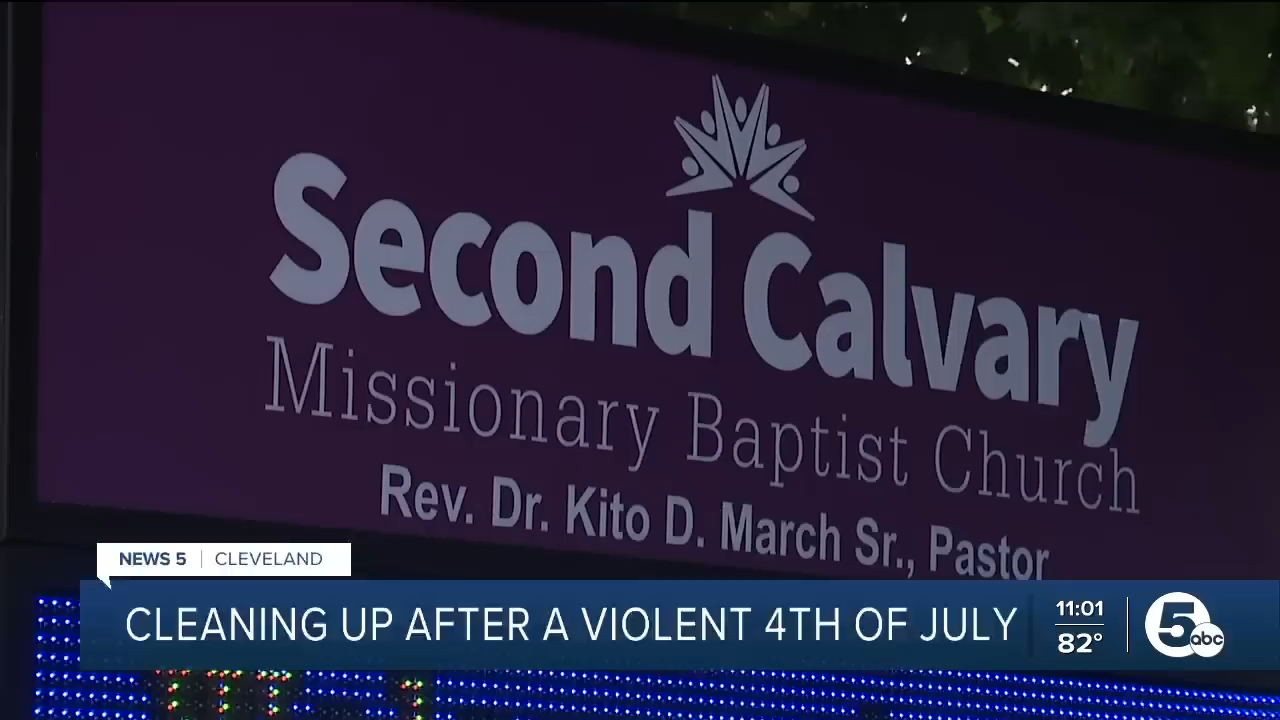 Second Calvary
Missionary Baptist Church
Rev. Dr. Kito D. March Sr., Pastor
NEWS 5 | CLEVELAND
CLEANING UP AFTER A VIOLENT 4TH OF JULY
11:01
82°
5 abc